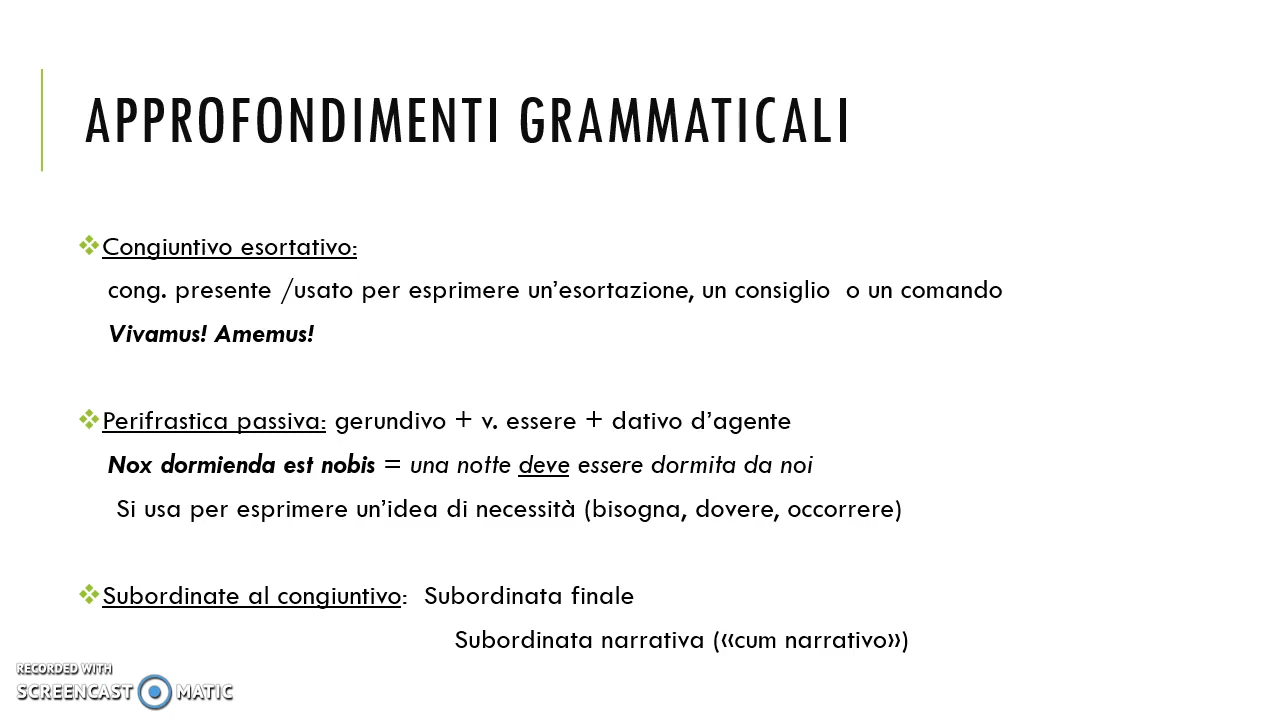 APPROFONDIMENTI GRAMMATICALI
Congiuntivo esortativo:
cong. presente /usato per esprimere un’esortazione, un consiglio o un comando
Vivamus! Amemus!
Perifrastica passiva: gerundivo + v. essere + dativo d’agente
Nox dormienda est nobis = una notte deve essere dormita da noi
Si usa per esprimere un’idea di necessità (bisogna, dovere, occorrere)
Subordinate al congiuntivo: Subordinata finale
Subordinata narrativa («cum narrativo»)
RECORDED WITH
SCREENCAST MATIC